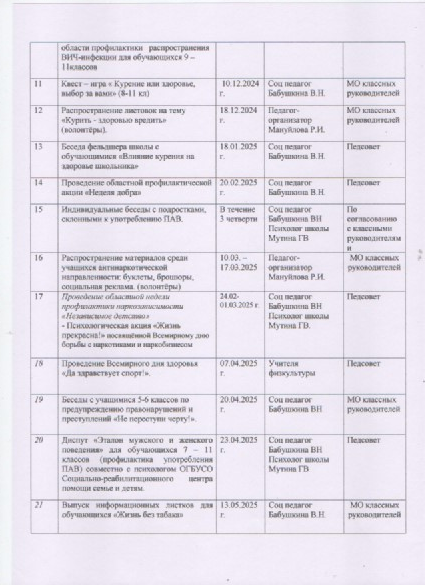 области профилактики распространения
ВИЧ-инфекции для обучающихся 9 –
11классов
11 Квест – игра « Курение или здоровье, 10.12.2024 Соц педагог МО классных
выбор за вами» (8-11 кл) г. Бабушкина В.Н. руководителей
12 Распространение листовок на тему 18.12.2024 Педагог- МО классных
«Курить - здоровью вредить» г. организатор руководителей
(волонтёры). Мануйлова Р.И.
13 Беседа фельдшера школы с 18.01.2025 Соц педагог Педсовет
обучающимися «Влияние курения на г. Бабушкина В.Н.
здоровье школьника»
14 Проведение областной профилактической 20.02.2025 Соц педагог Педсовет
акции «Неделя добра» г. Бабушкина В.Н.
15 Индивидуальные беседы с подростками, В течение Соц педагог По
склонными к употреблению ПАВ. 3 четверти Бабушкина ВН согласованию
Психолог школы с классными
Мутина ГВ руководителям
и
16 Распространение материалов среди 10.03. – Педагог- МО классных
учащихся антинаркотической 17.03.2025 организатор руководителей
направленности: буклеты, брошюры, Мануйлова Р.И.
социальная реклама. (волонтёры)
17 Проведение областной недели 24.02- Соц педагог Педсовет
профилактики наркозависимости 01.03.2025 г. Бабушкина ВН
«Независимое детство» Психолог школы
- Психологическая акция «Жизнь Мутина ГВ.
прекрасна!» посвящённой Всемирному дню
борьбы с наркотиками и наркобизнесом
18 Проведение Всемирного дня здоровья 07.04.2025 Учителя Педсовет
«Да здравствует спорт!». г. физкультуры
19 Беседы с учащимися 5-6 классов по 20.04.2025 Соц педагог МО классных
предупреждению правонарушений и г. Бабушкина ВН руководителей
преступлений «Не переступи черту!».
20 Диспут «Эталон мужского и женского 23.04.2025 Соц педагог Педсовет
поведения» для обучающихся 7 – 11 г. Бабушкина ВН
классов (профилактика употребления Психолог школы
ПАВ) совместно с психологом ОГБУСО Мутина ГВ
Социально-реабилитационного центра
помощи семье и детям.
21 Выпуск информационных листков для 13.05.2025 Соц педагог МО классных
обучающихся «Жизнь без табака» г. Бабушкина В.Н. руководителей